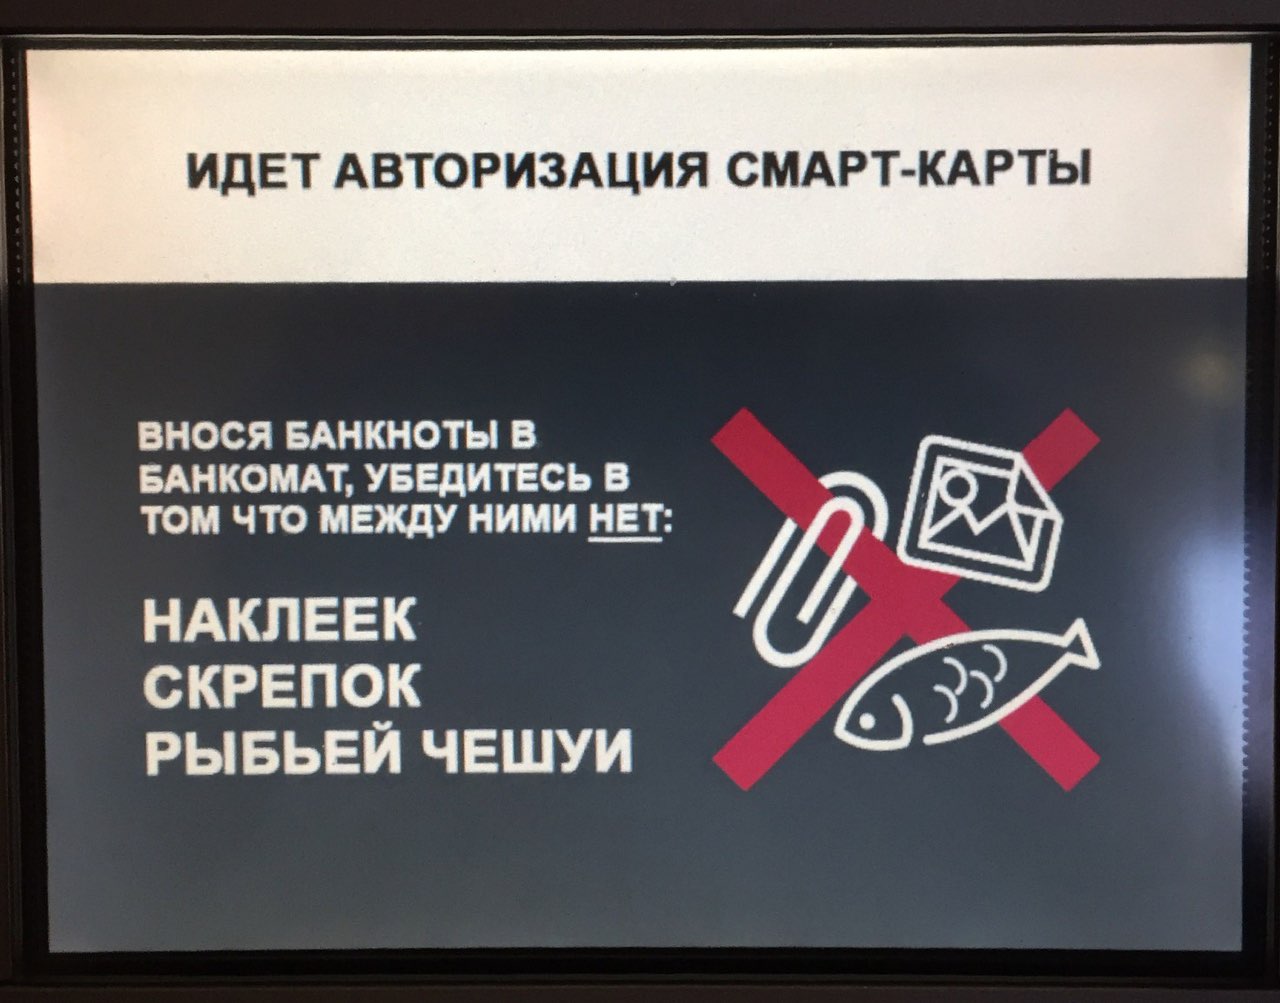 ИДЕТ АВТОРИЗАЦИЯ СМАРТ-КАРТЫ
ВНОСЯ БАНКНОТЫ В
БАНКОМАТ, УБЕДИТЕСЬ В
ТОМ ЧТО МЕЖДУ НИМИ НЕТ:
НАКЛЕЕК
СКРЕПОК
РЫБЬЕЙ ЧЕШУИ